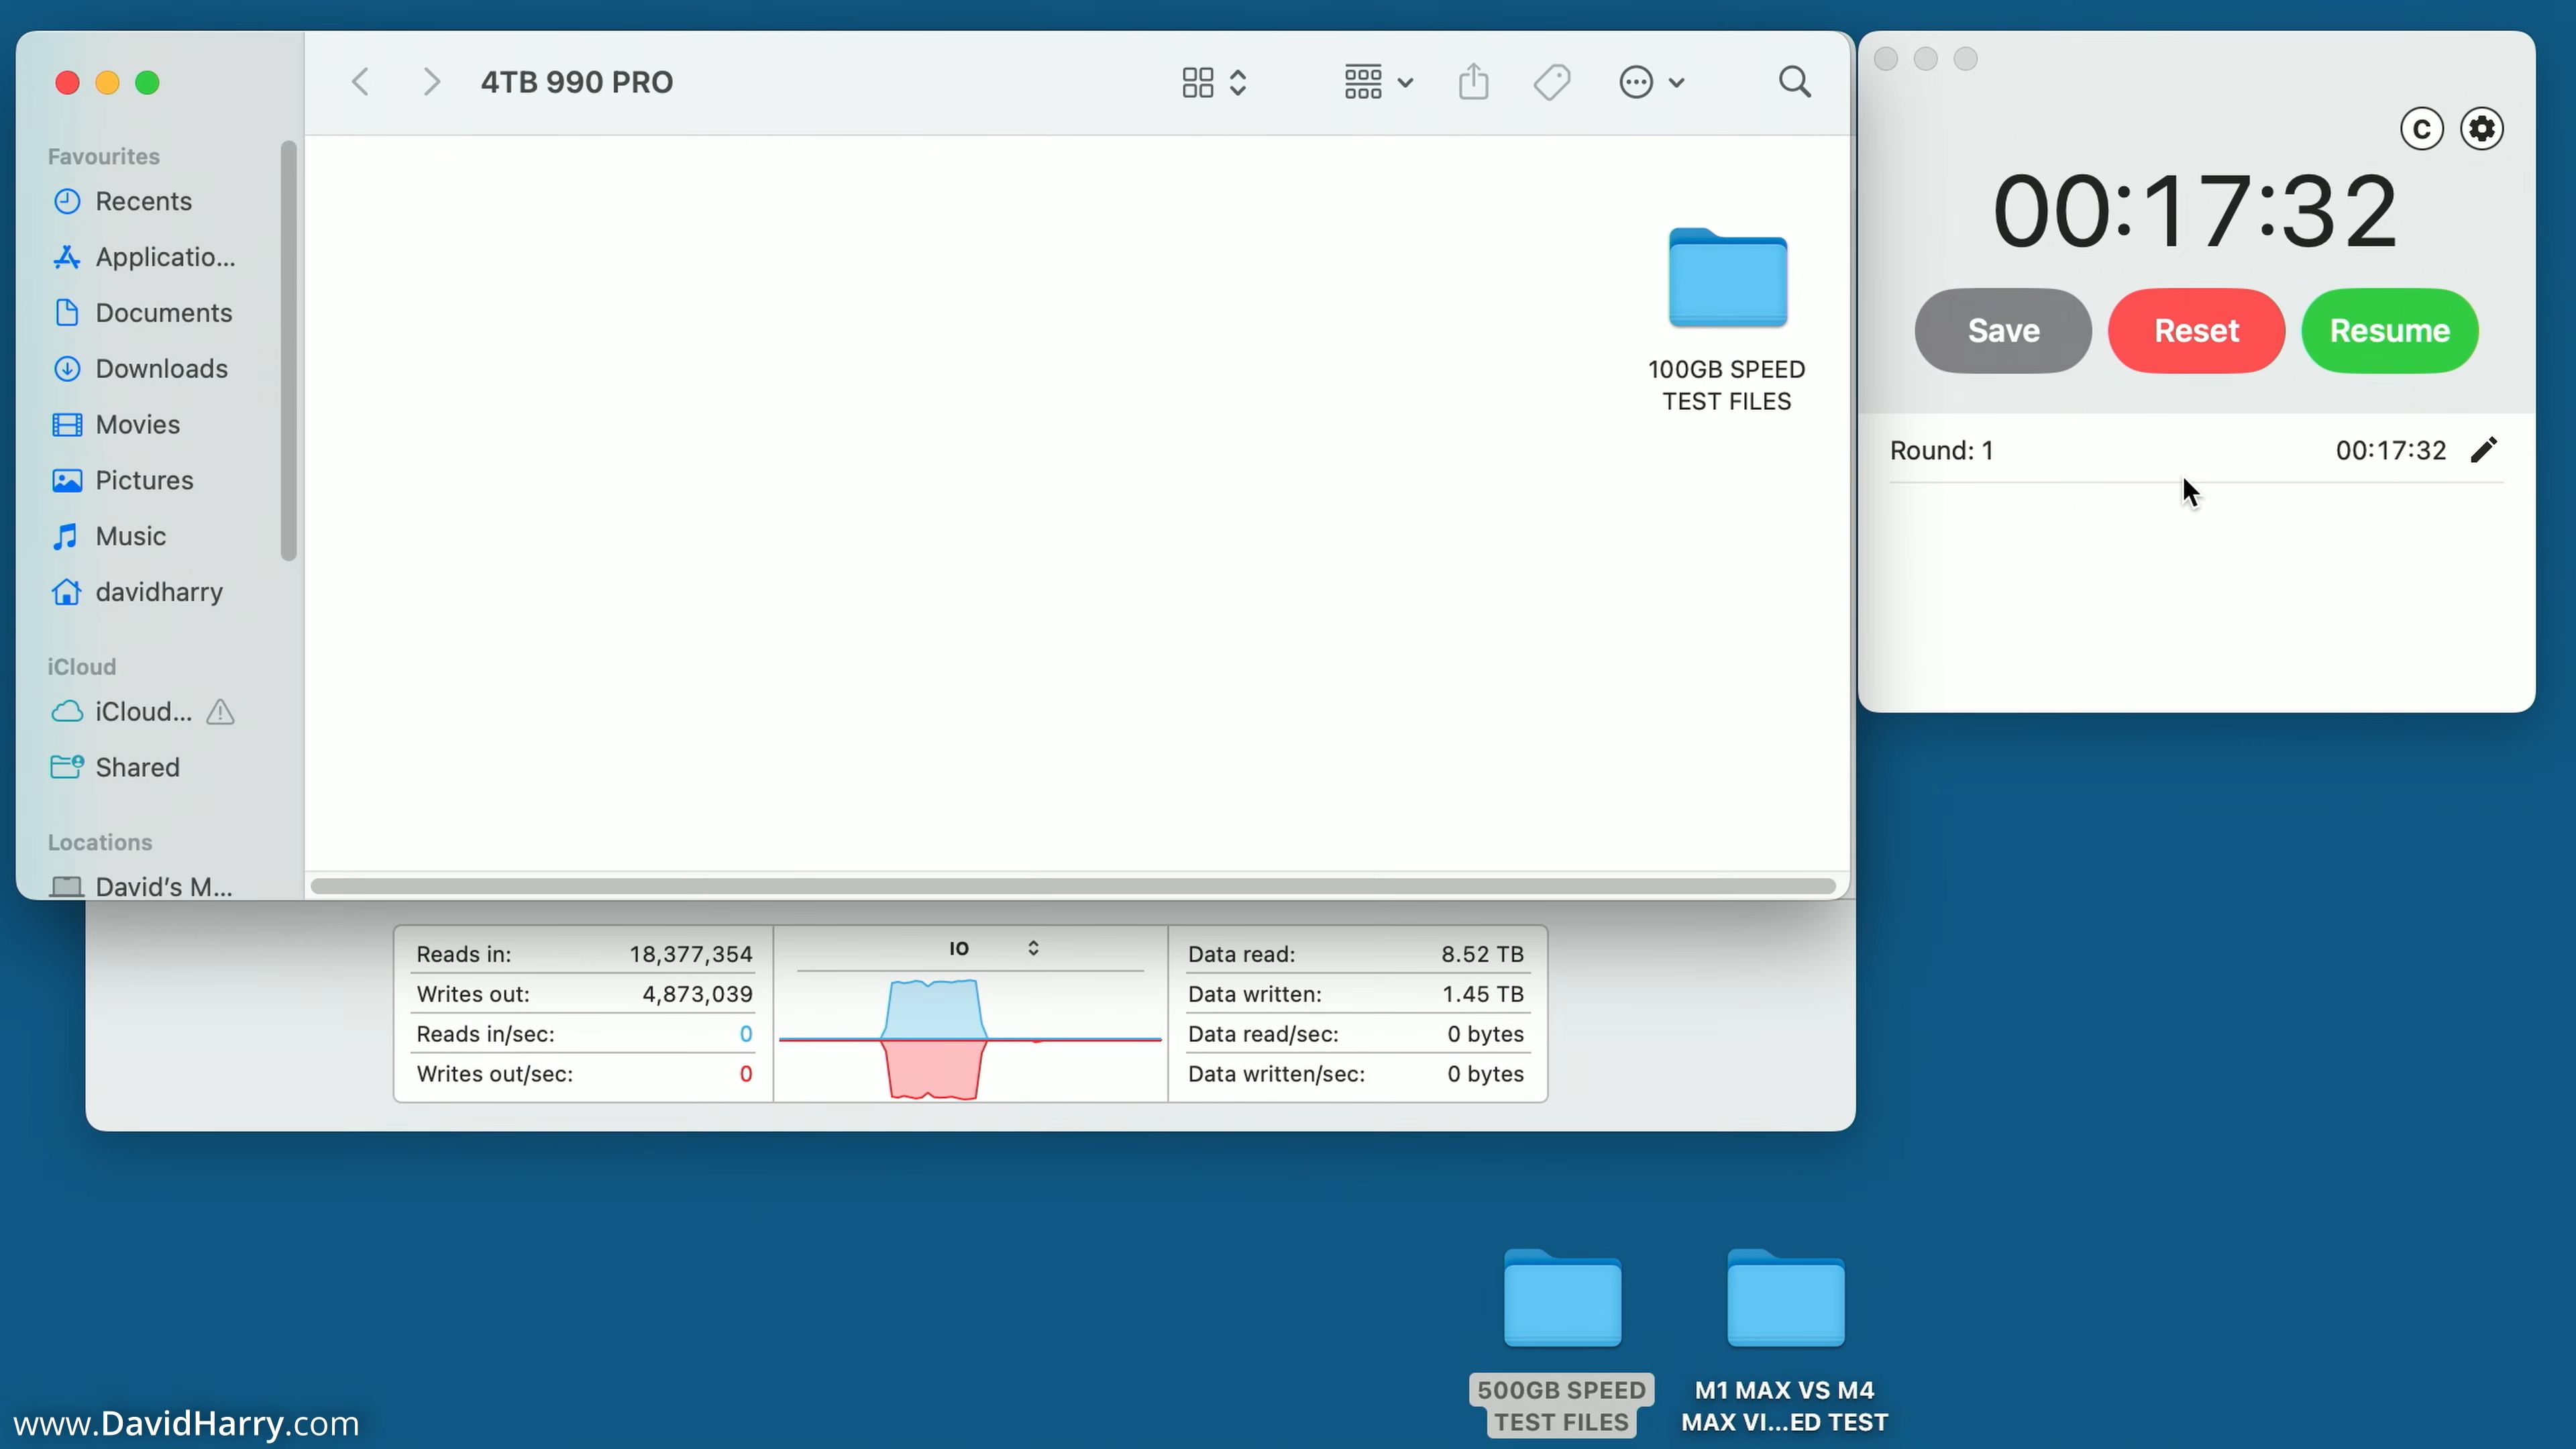 4TB 990 PRO
Favourites
Recents
Applicatio...
Documents
Downloads
Movies
Pictures
Music
davidharry
iCloud
iCloud...
Shared
Locations
David's M...
100GB SPEED
TEST FILES
C
00:17:32
Save
Reset
Resume
Round: 1 00:17:32
Reads in: 18,377,354
Writes out: 4,873,039
Reads in/sec: 0
Writes out/sec: 0
IO
Data read: 8.52 TB
Data written: 1.45 TB
Data read/sec: 0 bytes
Data written/sec: 0 bytes
500GB SPEED
TEST FILES
M1 MAX VS M4
MAX VI...ED TEST
www.DavidHarry.com